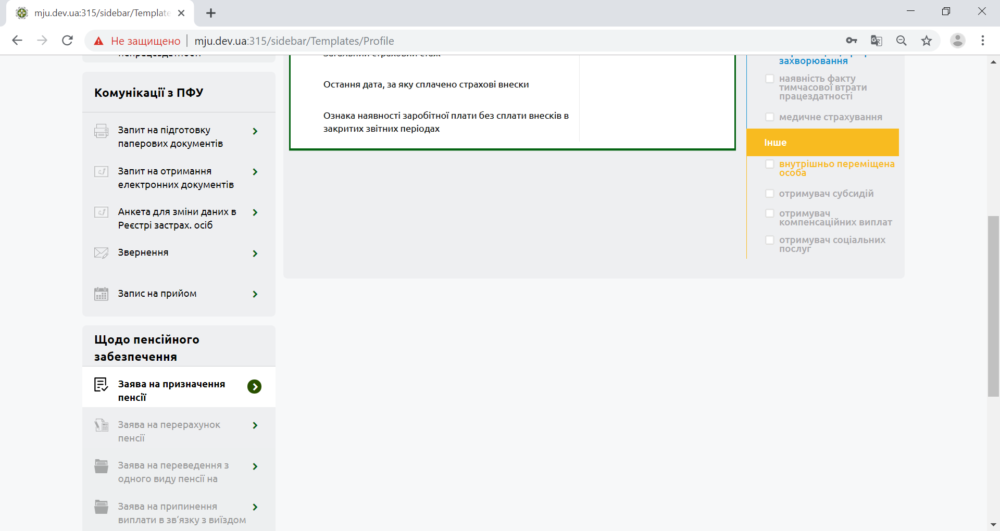 mju.dev.ua:315/sidebar/Template
Не защищено
mju.dev.ua:315/sidebar/Templates/Profile
непрацездатності
Комунікації з ПФУ
Запит на підготовку
паперових документів
Запит на отримання
електронних документів
Анкета для зміни даних в
Реєстрі застрах. осіб
Звернення
Запис на прийом
Щодо пенсійного
забезпечення
Заява на призначення
пенсії
Заява на перерахунок
пенсії
Заява на переведення з
одного виду пенсії на
Заява на припинення
виплати в зв’язку з виїздом
Загальний страховий стаж
Остання дата, за яку сплачено страхові внески
Ознака наявності заробітної плати без сплати внесків в
закритих звітних періодах
захворювання
наявність факту
тимчасової втрати
працездатності
медичне страхування
Інше
внутрішньо переміщена
особа
отримувач субсидій
отримувач
компенсаційних виплат
отримувач соціальних
послуг